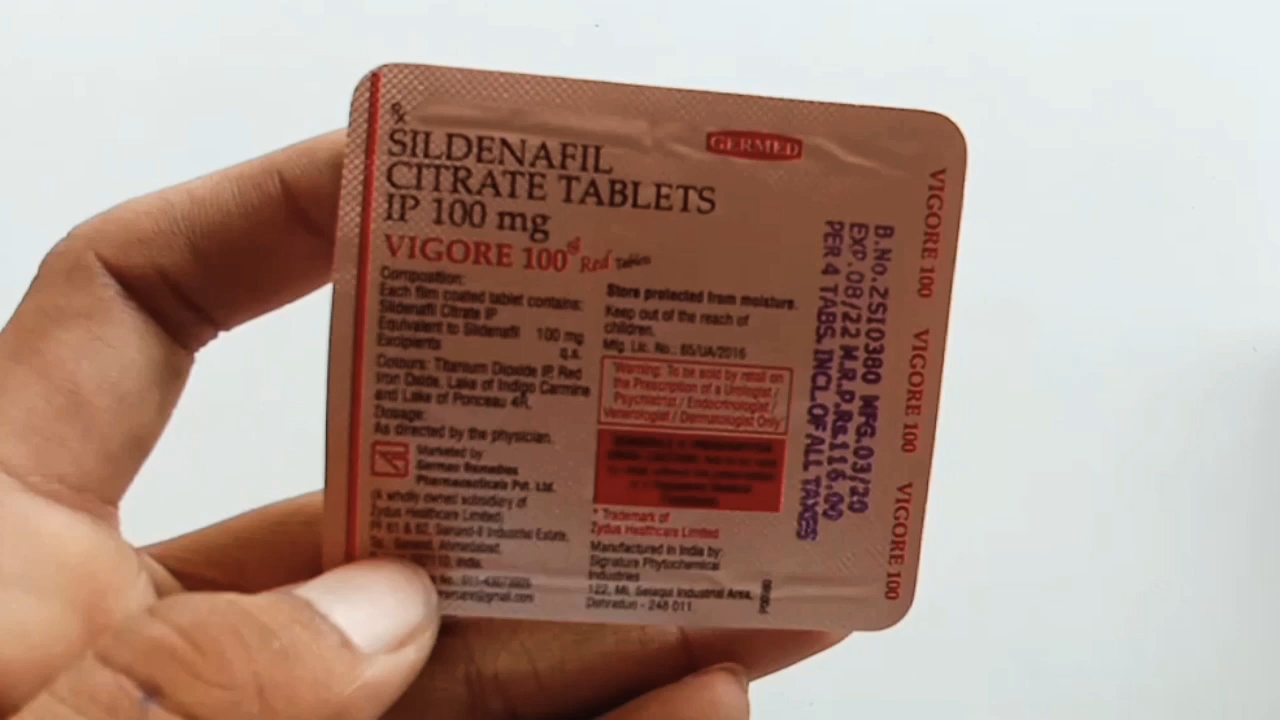 Rx
SILDENAFIL
CITRATE TABLETS
IP 100 mg
VIGORE 100
Red Tablets
GERMED
Composition:
Each film coated tablet contains:
Sildenafil Citrate IP
Equivalent to Sildenafil 100 mg
Excipients q.s.
Colours: Titanium Dioxide IP, Red
Iron Oxide, Lake of Indigo Carmine
and Lake of Ponceau 4R.
Dosage:
As directed by the physician.
Marketed by
German Remedies
Pharmaceuticals Pvt. Ltd.
(A wholly owned subsidiary of
Zydus Healthcare Limited)
Industrial Estate,
Ahmedabad
India.
Store protected from moisture.
Keep out of the reach of
children.
Mfg. Lic. No.: 65/UA/2016
Warning: To be sold by retail on
the Prescription of a Urologist /
Psychiatrist / Endocrinologist /
Venerologist / Dermatologist Only
* Trademark of
Zydus Healthcare Limited
Manufactured in India by:
Signature Phytochemical
Industries
122, Mi, Selaqui Industrial Area,
Dehradun - 248 011
B.No.2SI0380 MFG.03/20
EXP.08/22 M.R.P.Rs.116.00
PER 4 TABS. INCL.OF ALL TAXES
VIGORE 100
VIGORE 100
VIGORE 100